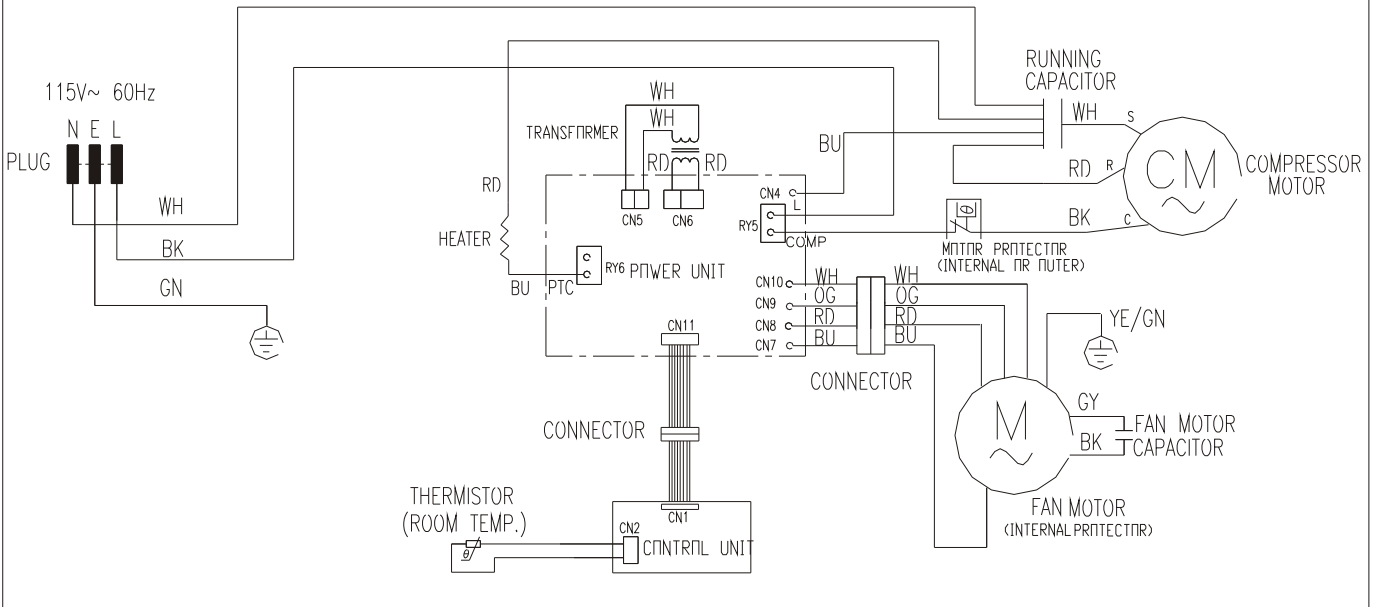 115V~ 60Hz
N E L
PLUG
WH
BK
GN
RD
HEATER
BU
PTC
TRANSFΠRMER
WH
WH
RD
RD
CN5
CN6
RY6
PΠWER UNIT
CN4
L
RY5
COMP
BU
RUNNING
CAPACITOR
WH
S
RD
R
BK
C
CM
COMPRESSOR
MOTOR
θ
MΠTΠR PRΠTECTΠR
(INTERNAL ΠR ΠUTER)
CN10
WH
WH
CN9
OG
OG
CN8
RD
RD
CN7
BU
BU
CONNECTOR
YE/GN
M
GY
BK
FAN MOTOR
CAPACITOR
FAN MOTOR
(INTERNAL PRΠTECTΠR)
CN11
CONNECTOR
CN1
CN2
CΠNTRΠL UNIT
THERMISTOR
(ROOM TEMP.)
θ